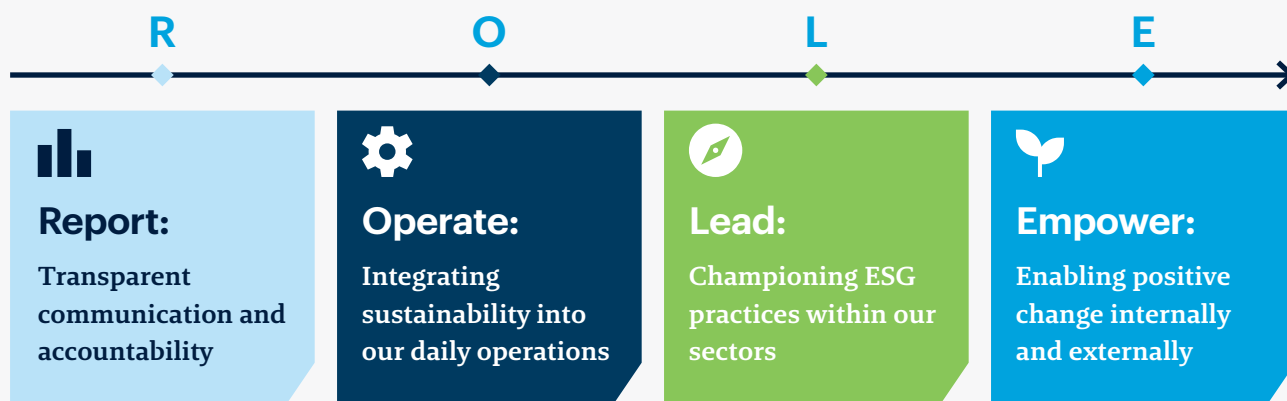 R
O
L
E
Report:
Transparent
communication and
accountability
Operate:
Integrating
sustainability into
our daily operations
Lead:
Championing ESG
practices within our
sectors
Empower:
Enabling positive
change internally
and externally